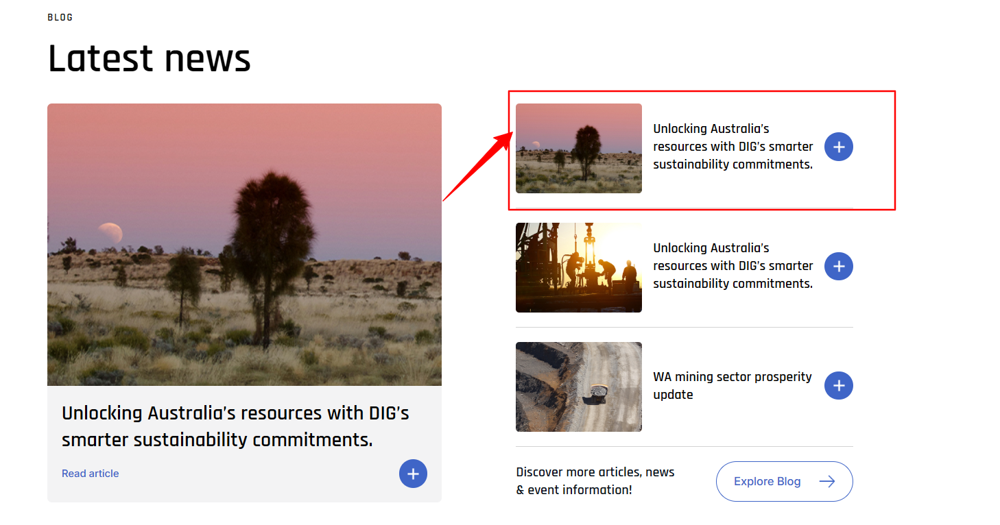 BLOG
Latest news
Unlocking Australia’s resources with DIG’s
smarter sustainability commitments.
Read article
Unlocking Australia’s
resources with DIG’s smarter
sustainability commitments.
Unlocking Australia’s
resources with DIG’s smarter
sustainability commitments.
WA mining sector prosperity
update
Discover more articles, news
& event information!
Explore Blog